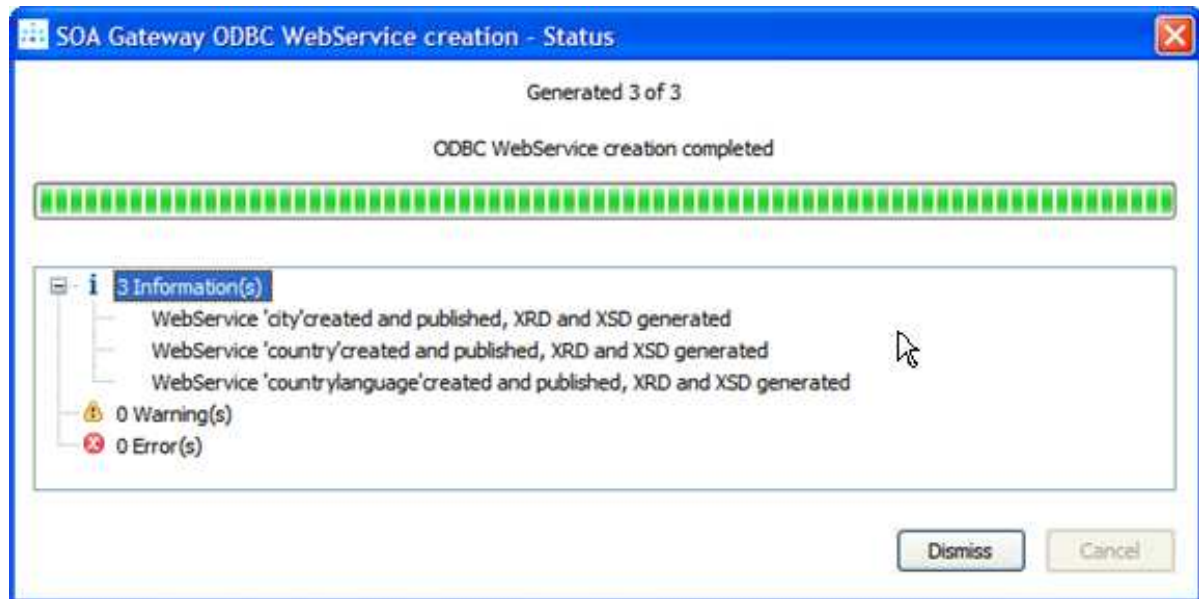 SOA Gateway ODBC WebService creation - Status
Generated 3 of 3
ODBC WebService creation completed
3 Information(s)
WebService 'city'created and published, XRD and XSD generated
WebService 'country'created and published, XRD and XSD generated
WebService 'countrylanguage'created and published, XRD and XSD generated
0 Warning(s)
0 Error(s)
Dismiss Cancel